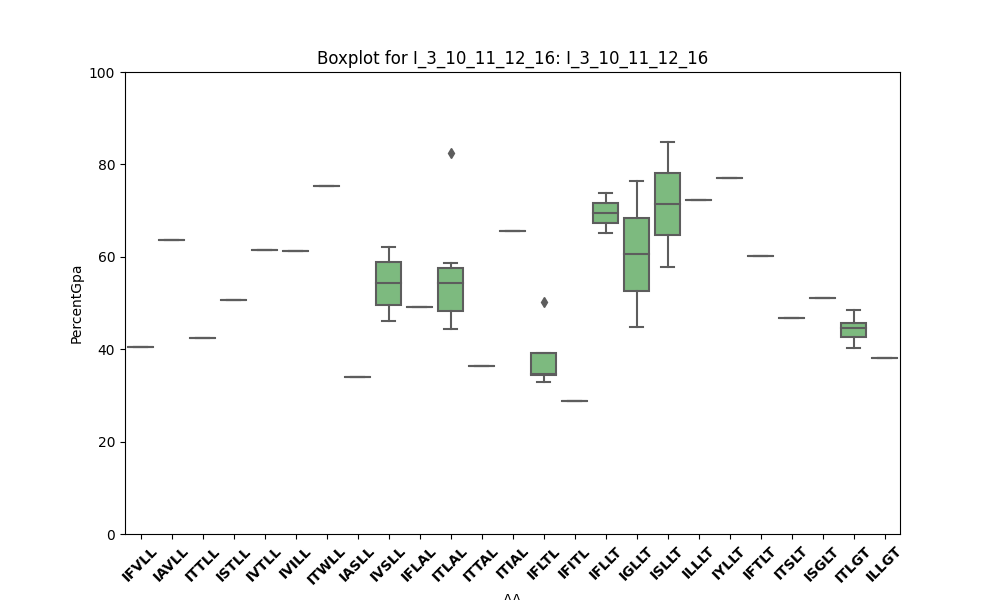 Boxplot for I_3_10_11_12_16: I_3_10_11_12_16
100
80
60
40
20
0
PercentGpa
IFVLL
IAVLL
ITTLL
ISTLL
IVTLL
IVILL
ITWLL
IASLL
IVSLL
IFLAL
ITLAL
ITTAL
ITIAL
IFLTL
IFITL
IFLLT
IGLLT
ISLLT
ILLLT
IYLLT
IFTLT
ITSLT
ISGLT
ITLGT
ILLGT
AA